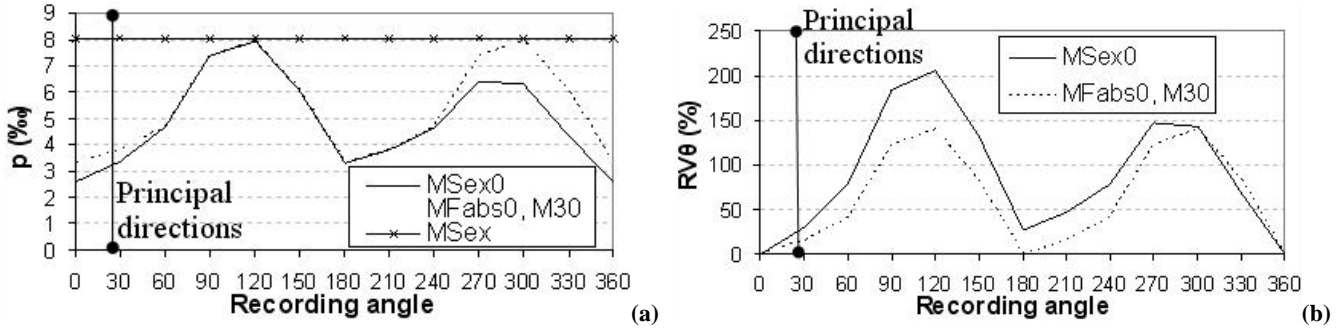 9
8
7
6
5
4
3
2
1
0
p (‰)
Principal
directions
MSex0
MFabs0, M30
MSex
0 30 60 90 120 150 180 210 240 270 300 330 360
Recording angle
(a)
Principal
directions
250
200
150
100
50
0
RVθ (%)
MSex0
MFabs0, M30
0 30 60 90 120 150 180 210 240 270 300 330 360
Recording angle
(b)